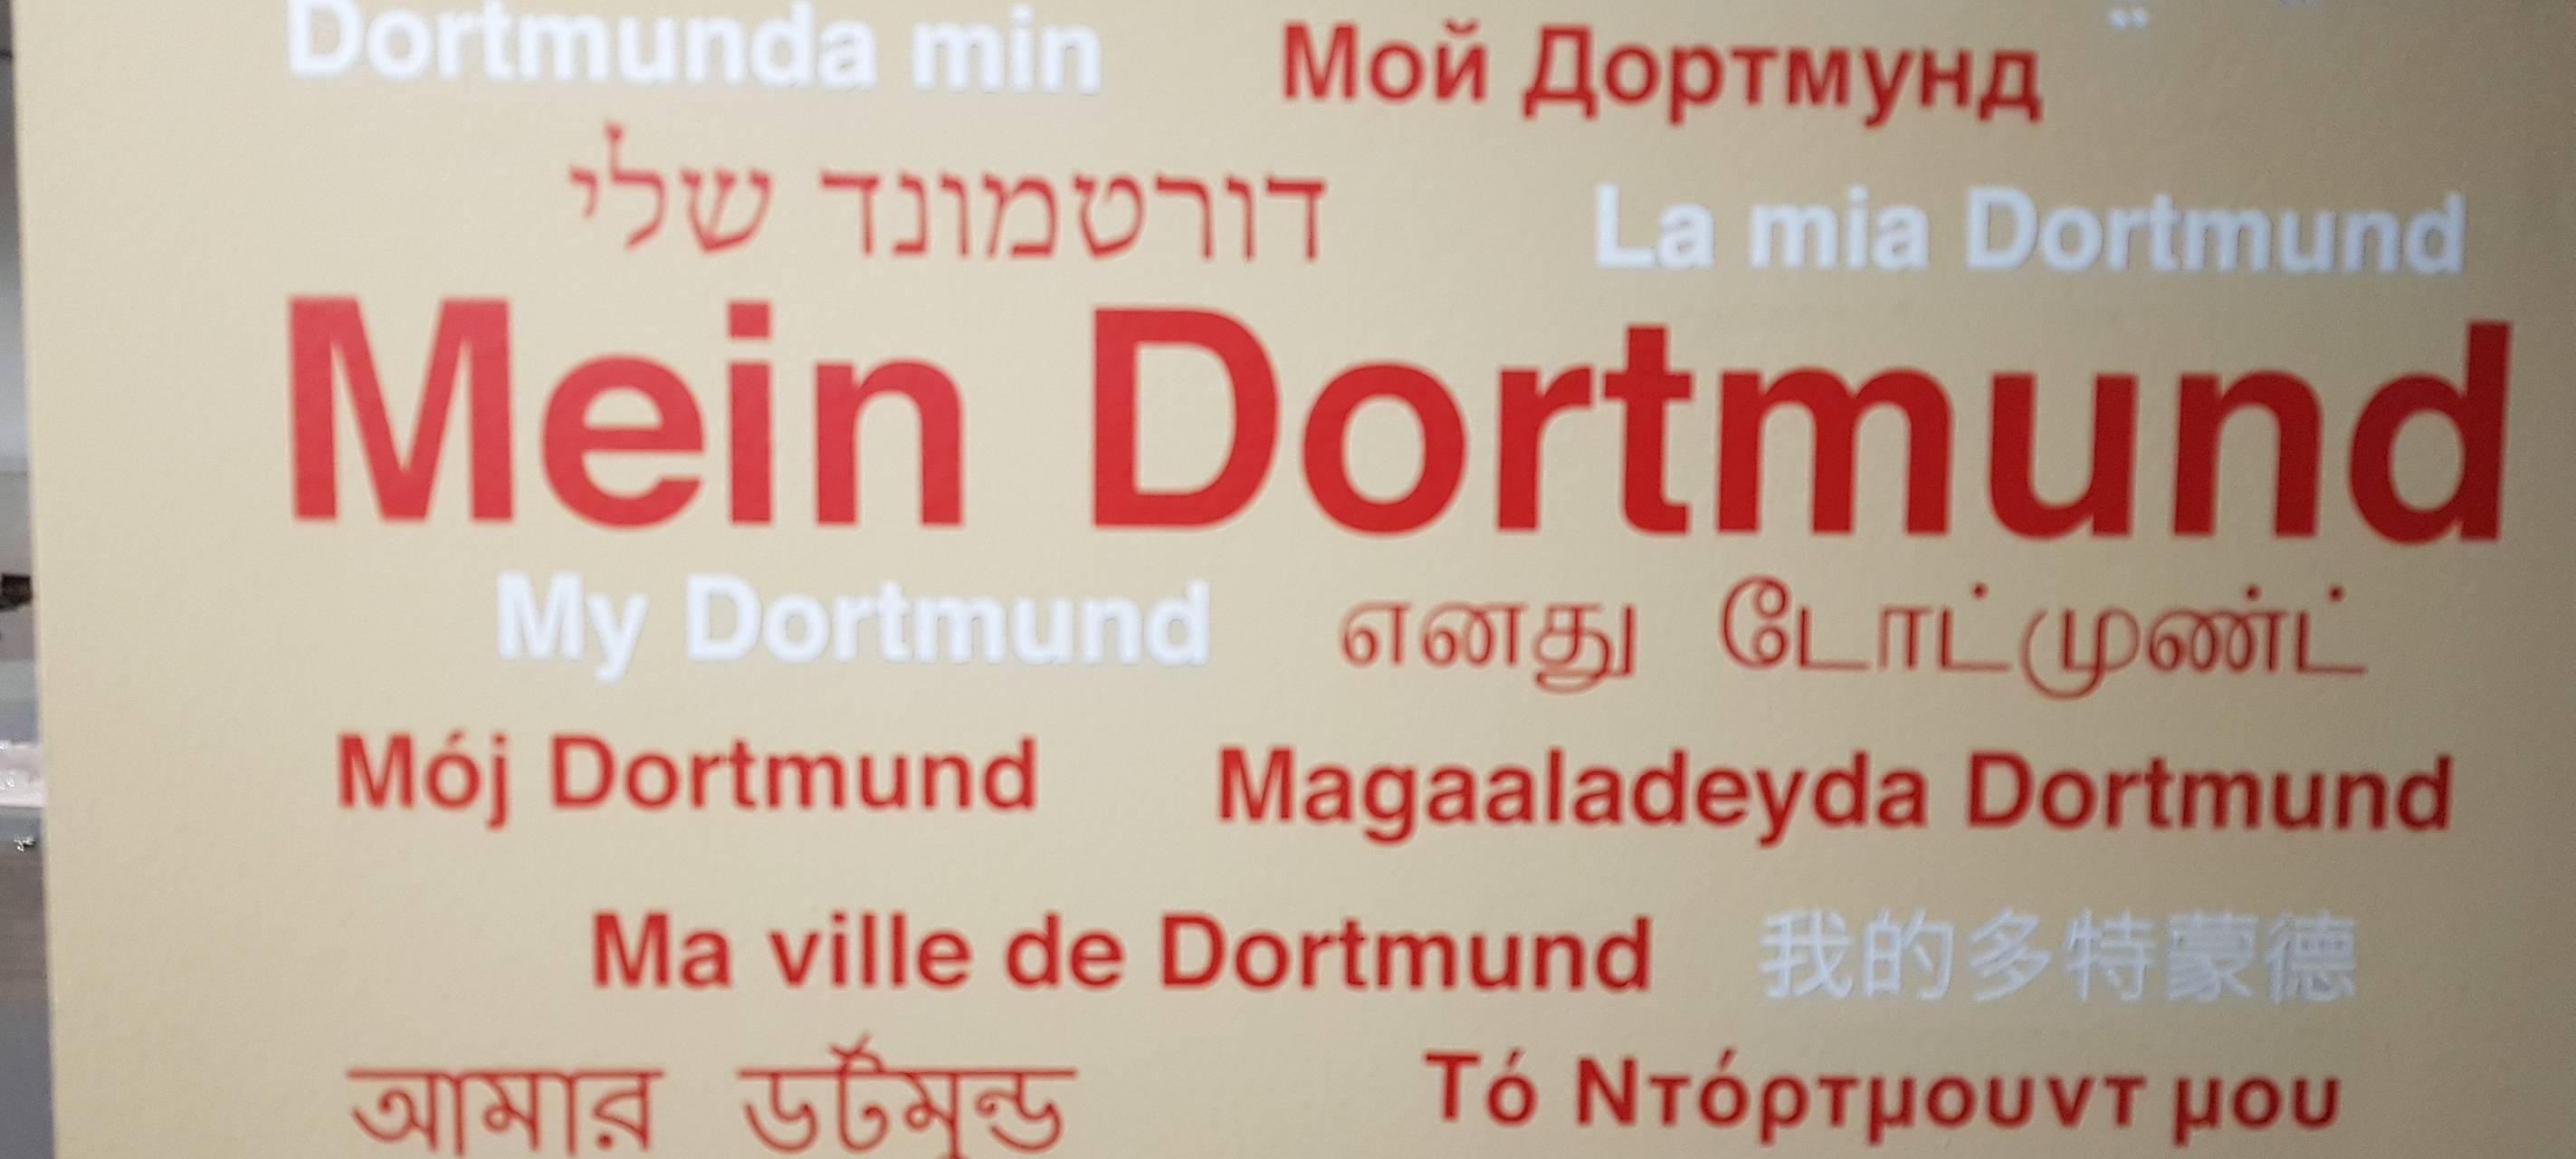 Dortmunda min Мой Дортмунд
דורטמונד שלי La mia Dortmund
Mein Dortmund
My Dortmund எனது டோட்முண்ட்
Mój Dortmund Magaaladeyda Dortmund
Ma ville de Dortmund 我的多特蒙德
আমার ডর্টমুন্ড Τό Ντόρτμουντ μου